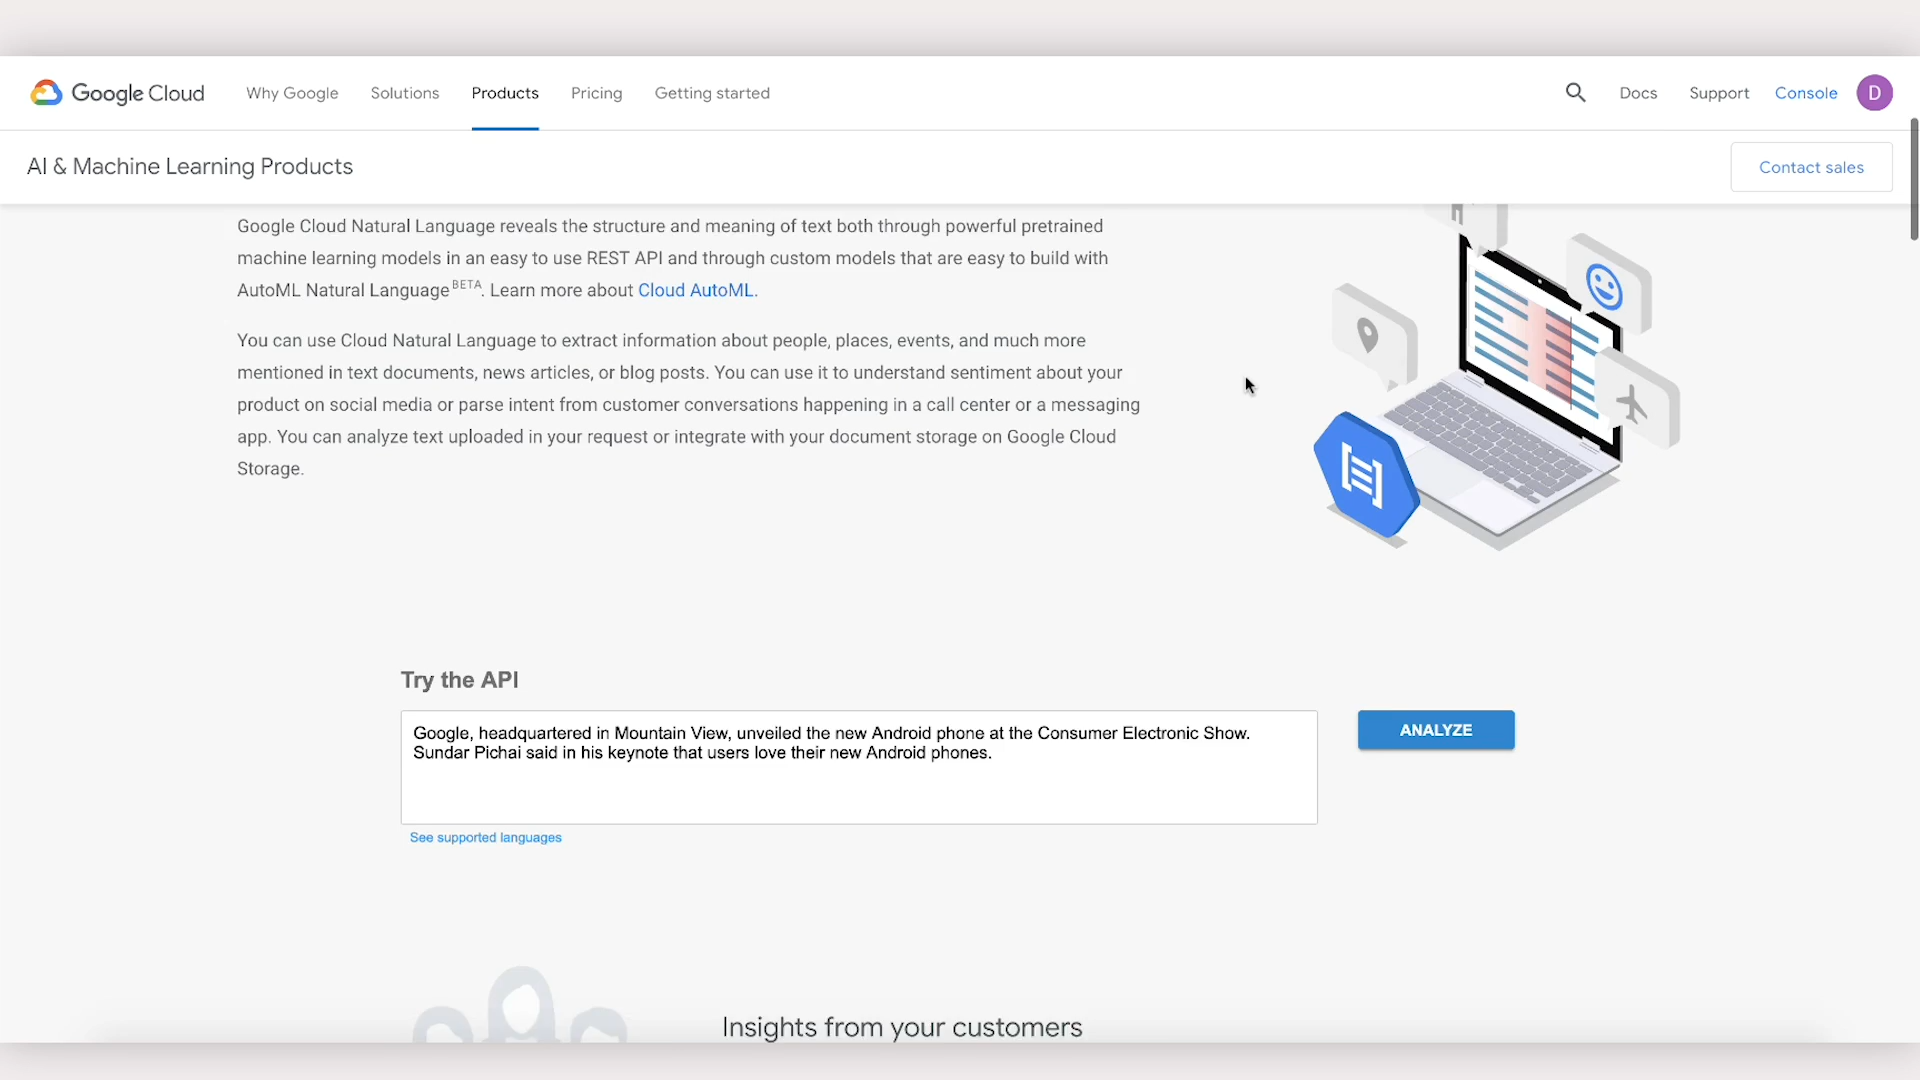 Google Cloud
Why Google
Solutions
Products
Pricing
Getting started
Docs
Support
Console
D
AI & Machine Learning Products
Contact sales
Google Cloud Natural Language reveals the structure and meaning of text both through powerful pretrained
machine learning models in an easy to use REST API and through custom models that are easy to build with
AutoML Natural Language BETA. Learn more about Cloud AutoML.
You can use Cloud Natural Language to extract information about people, places, events, and much more
mentioned in text documents, news articles, or blog posts. You can use it to understand sentiment about your
product on social media or parse intent from customer conversations happening in a call center or a messaging
app. You can analyze text uploaded in your request or integrate with your document storage on Google Cloud
Storage.
Try the API
Google, headquartered in Mountain View, unveiled the new Android phone at the Consumer Electronic Show.
Sundar Pichai said in his keynote that users love their new Android phones.
ANALYZE
See supported languages
Insights from your customers